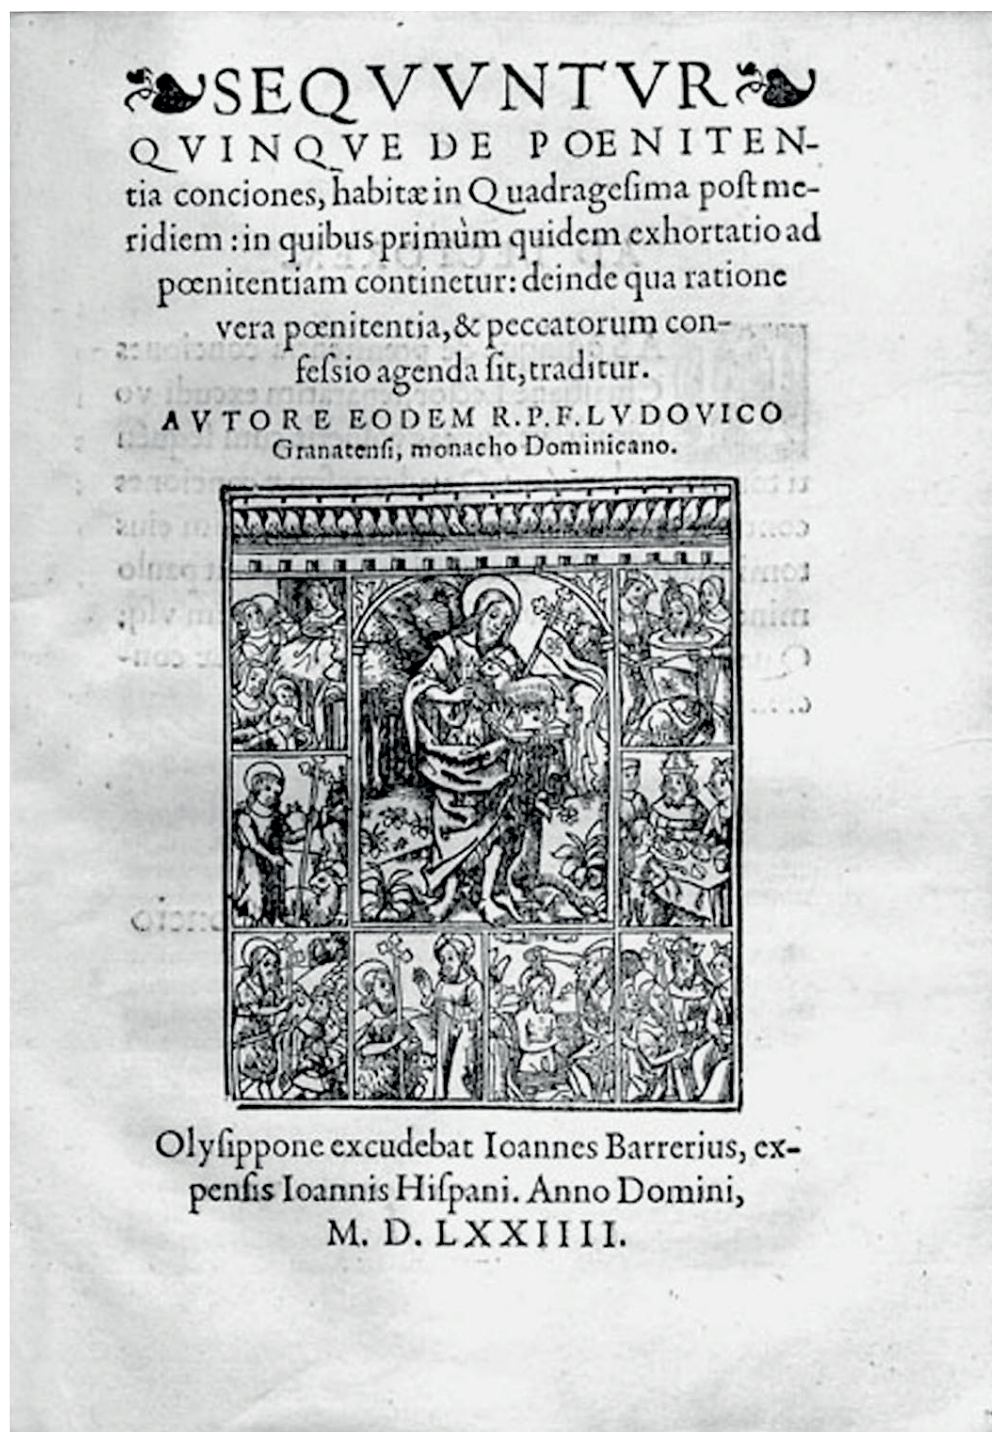 SEQVVNTVR
QVINQVE DE POENITEN-
tia conciones, habitæ in Quadrageſima poſt me-
ridiem : in quibus primùm quidem exhortatio ad
pœnitentiam continetur: deinde qua ratione
vera pœnitentia, & peccatorum con-
feſsio agenda ſit, traditur.
AVTORE EODEM R. P. F. LVDOVICO
Granatenſi, monacho Dominicano.
Olyſippone excudebat Ioannes Barrerius, ex-
penſis Ioannis Hiſpani. Anno Domini,
M. D. LXXIIII.